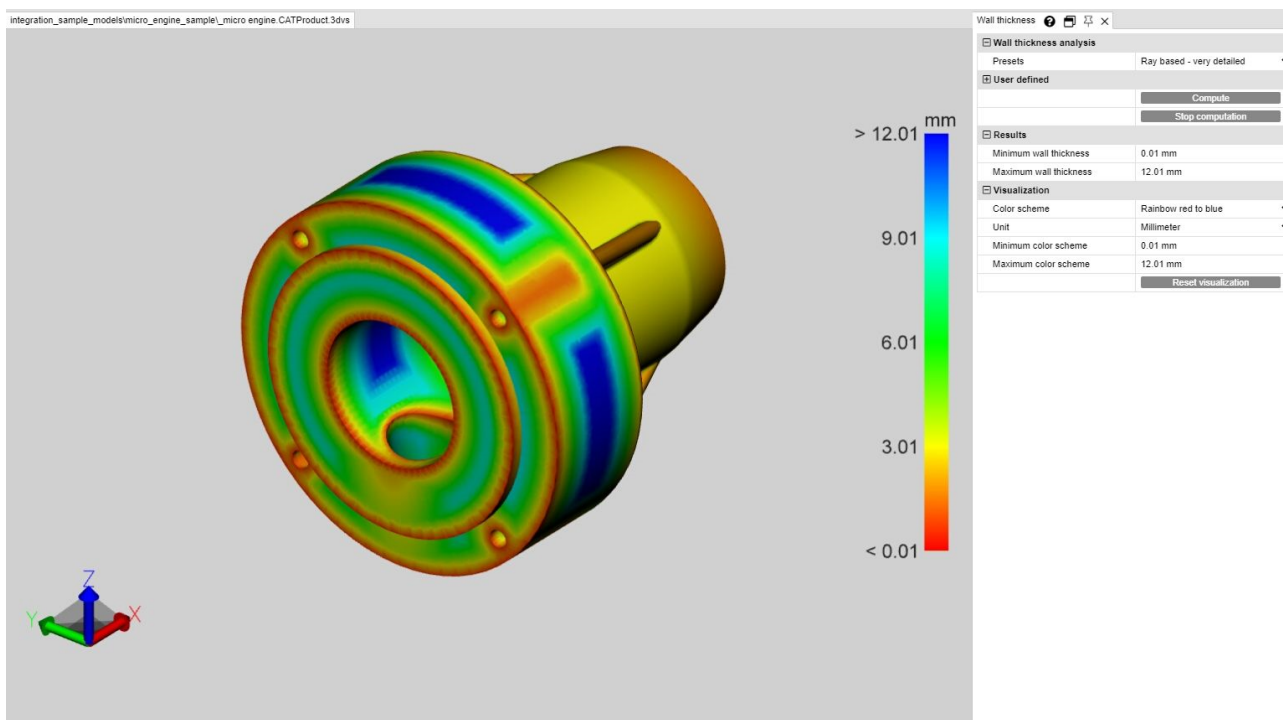 integration_sample_models\micro_engine_sample\_micro engine.CATProduct.3dvs
mm
> 12.01
9.01
6.01
3.01
< 0.01
Z
Y
X
Wall thickness
Wall thickness analysis
Presets Ray based - very detailed
User defined
Compute
Stop computation
Results
Minimum wall thickness 0.01 mm
Maximum wall thickness 12.01 mm
Visualization
Color scheme Rainbow red to blue
Unit Millimeter
Minimum color scheme 0.01 mm
Maximum color scheme 12.01 mm
Reset visualization